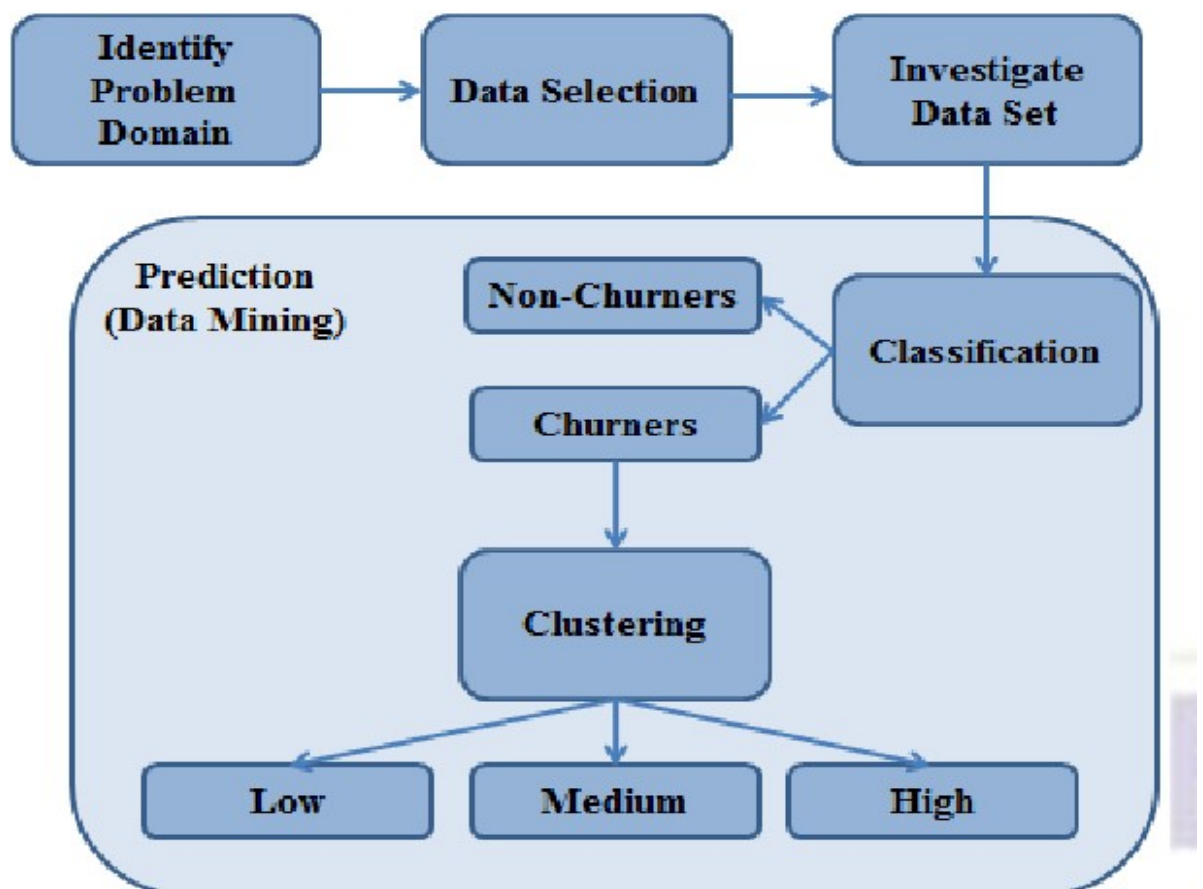 Identify
Problem
Domain
Data Selection
Investigate
Data Set
Prediction
(Data Mining)
Non-Churners
Classification
Churners
Clustering
Low
Medium
High